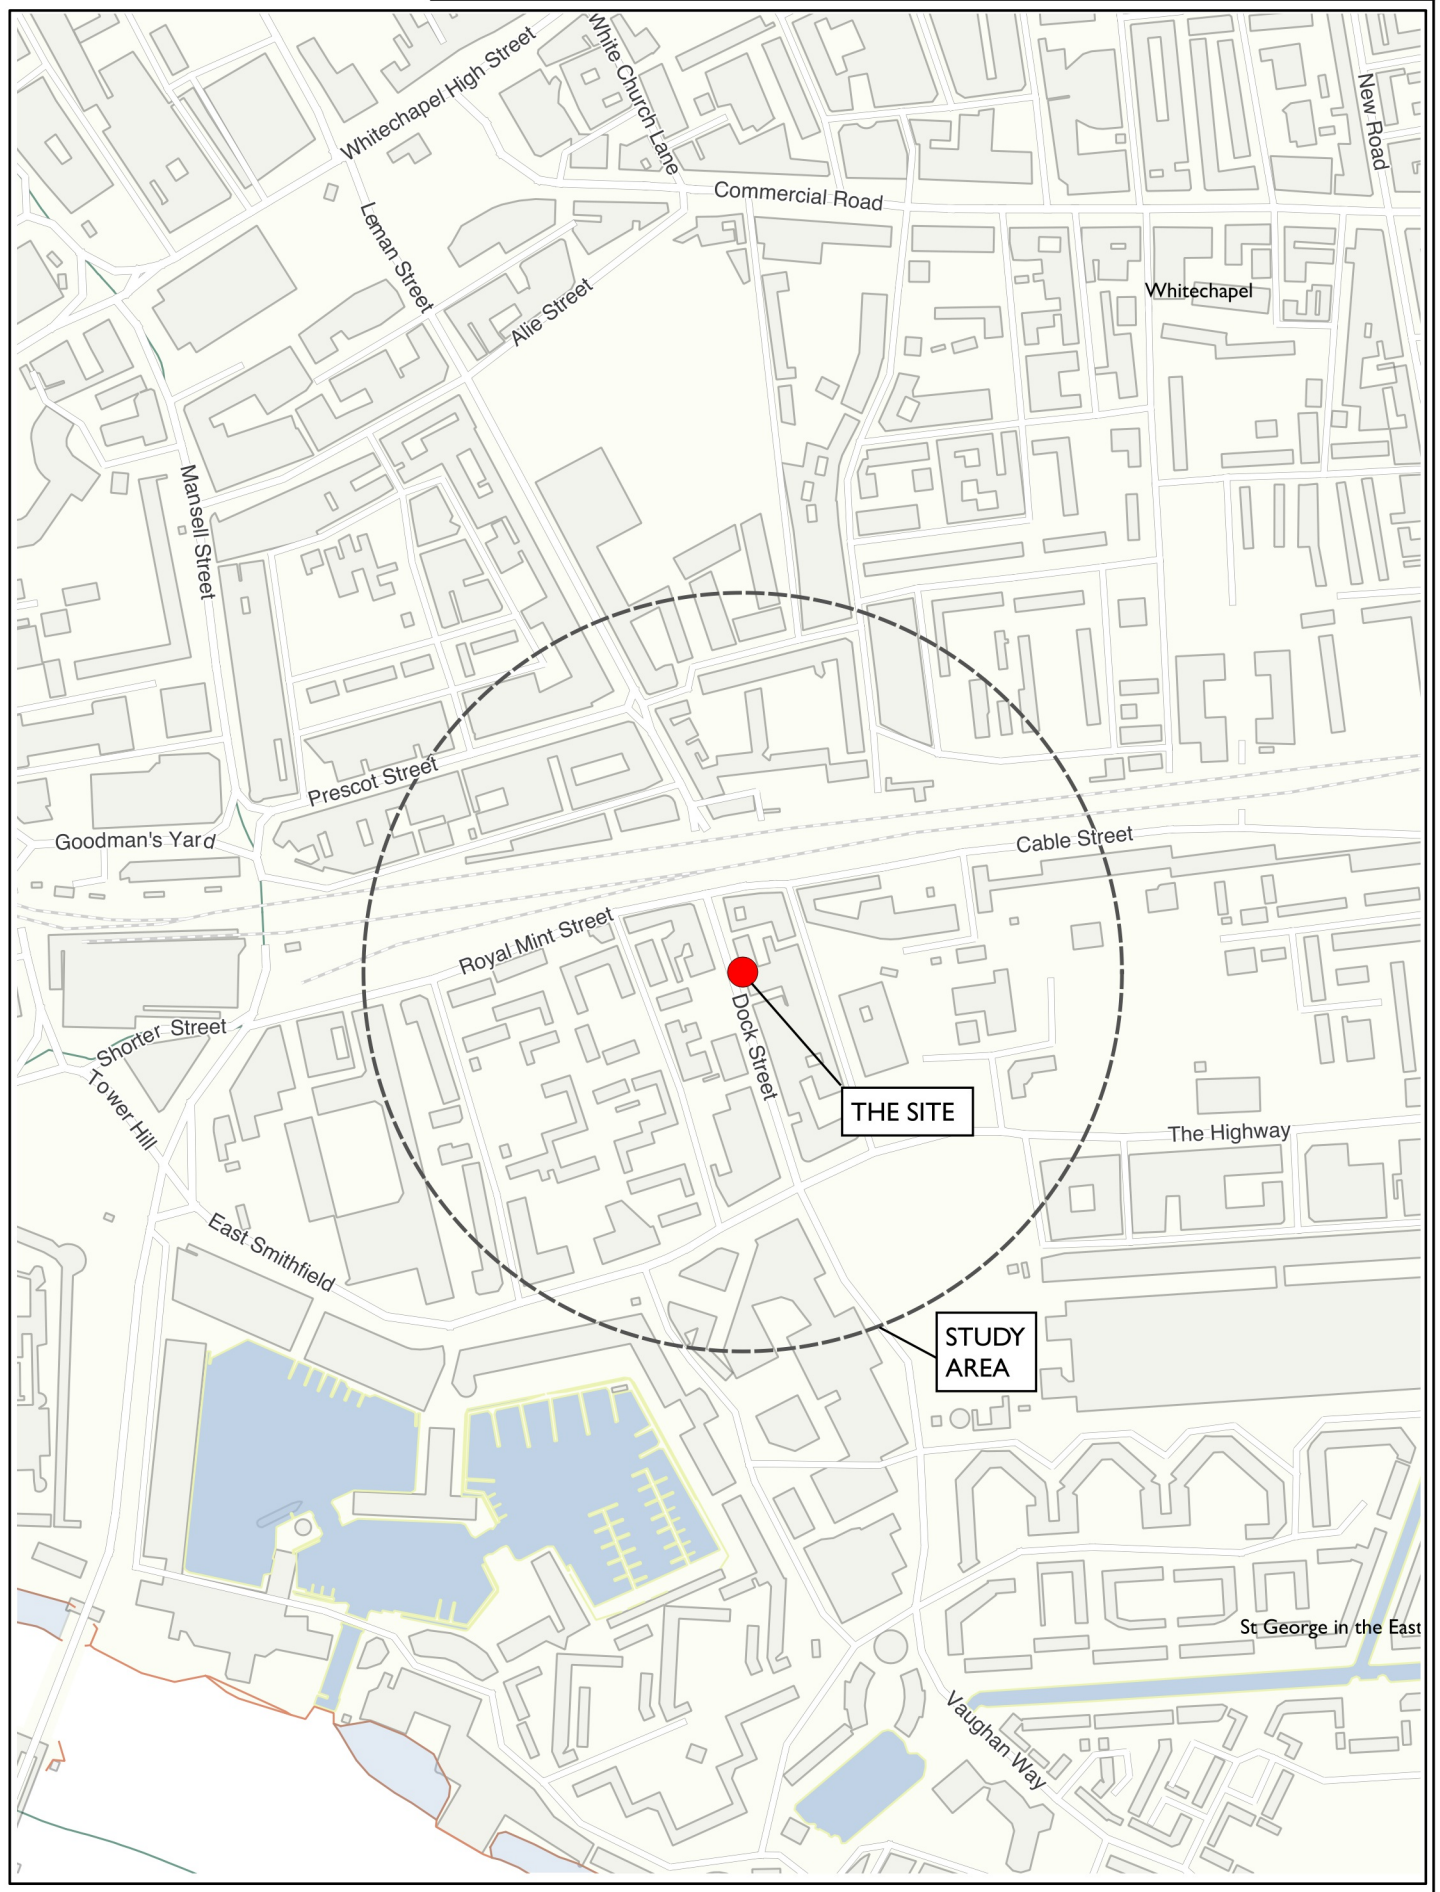 White Church Lane
Whitechapel High Street
New Road
Commercial Road
Leman Street
Whitechapel
Alie Street
Mansell Street
Prescot Street
Goodman's Yard
Cable Street
Royal Mint Street
Dock Street
Shorter Street
Tower Hill
THE SITE
The Highway
East Smithfield
STUDY
AREA
St George in the East
Vaughan Way